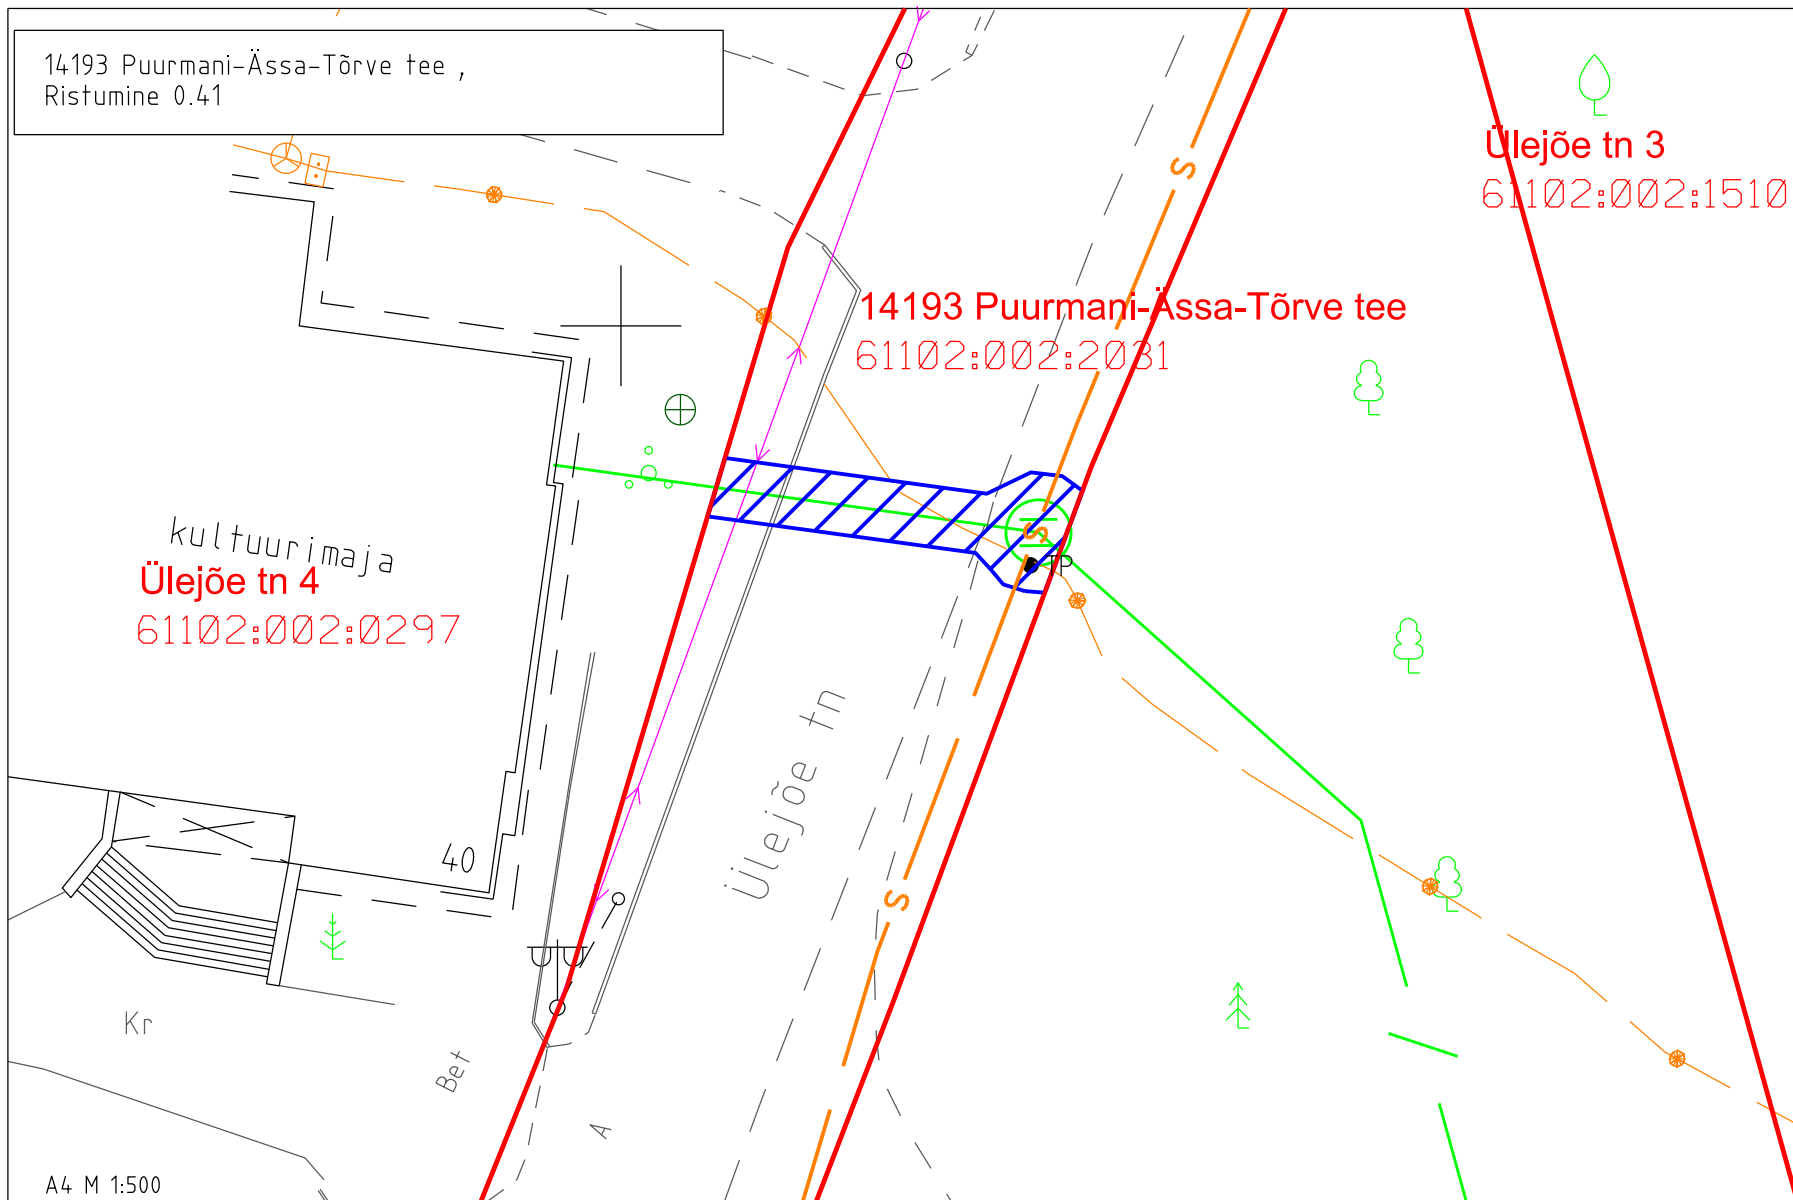 14193 Puurmani-Ässa-Tõrve tee ,
Ristumine 0.41
Ülejõe tn 3
61102:002:1510
S
14193 Puurmani-Ässa-Tõrve tee
61102:002:2031
kultuurimaja
Ülejõe tn 4
61102:002:0297
S
TP
Ülejõe tn
40
S
Kr
Bet
A
A4 M 1:500